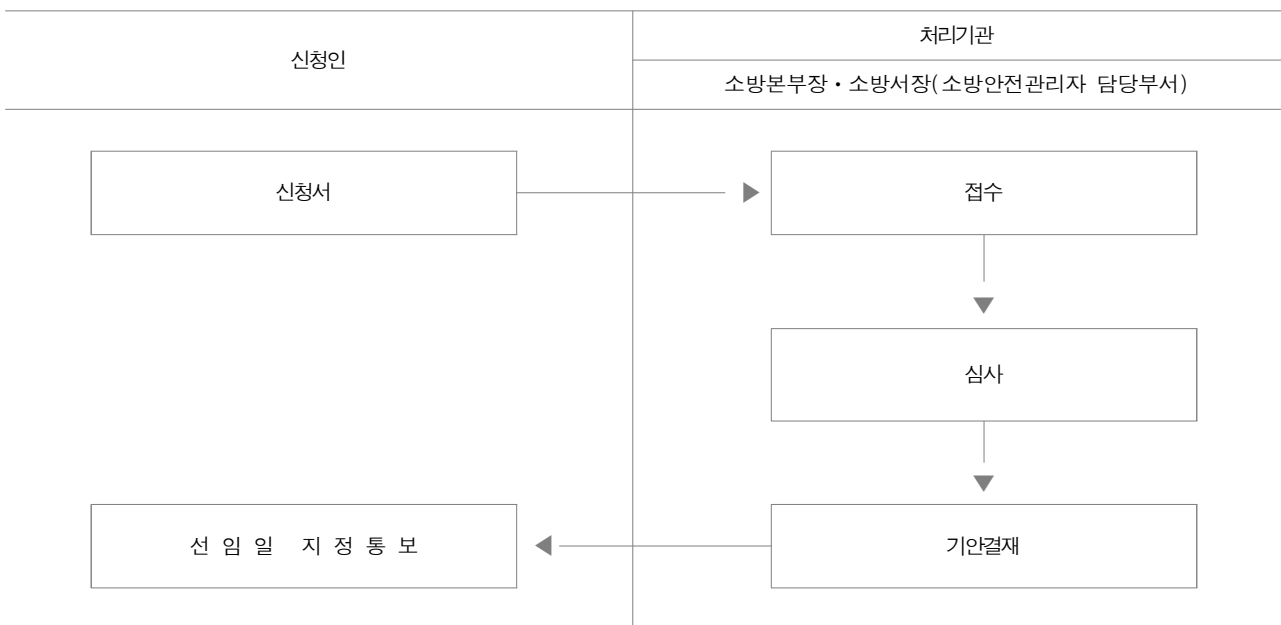 신청인
처리기관
소방본부장·소방서장(소방안전관리자 담당부서)
신청서
접수
심사
선 임 일 지 정 통 보
기안결재